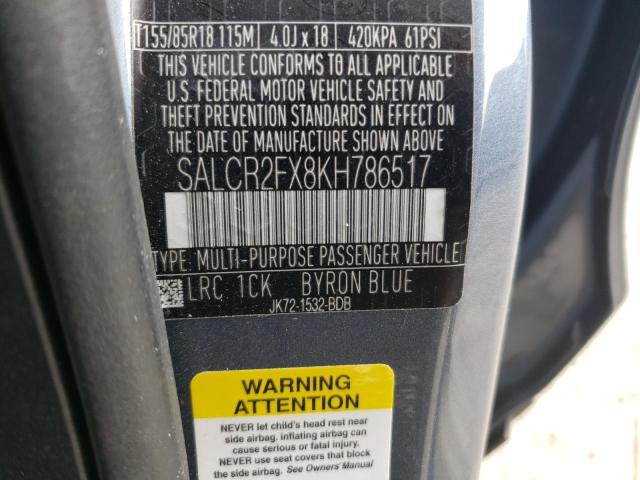 T155/85R18 115M 4.0J x 18 420KPA 61PSI
THIS VEHICLE CONFORMS TO ALL APPLICABLE
U.S. FEDERAL MOTOR VEHICLE SAFETY AND
THEFT PREVENTION STANDARDS IN EFFECT ON
THE DATE OF MANUFACTURE SHOWN ABOVE
SALCR2FX8KH786517
TYPE: MULTI-PURPOSE PASSENGER VEHICLE
LRC 1CK BYRON BLUE
JK72-1532-BDB
WARNING
ATTENTION
NEVER let child's head rest near
side airbag. inflating airbag can
cause serious or fatal injury.
NEVER use seat covers that block
the side airbag. See Owners Manual